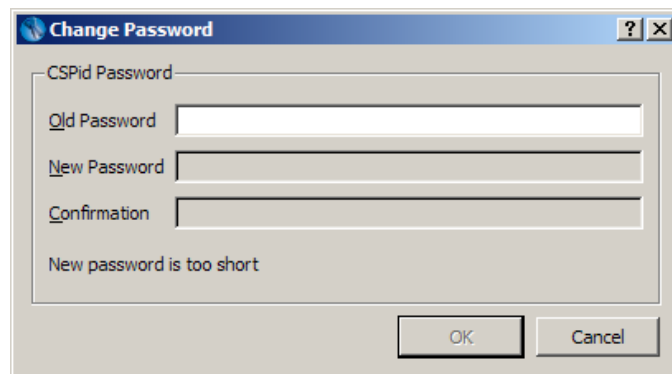 Change Password
CSPid Password
Old Password
New Password
Confirmation
New password is too short
OK Cancel